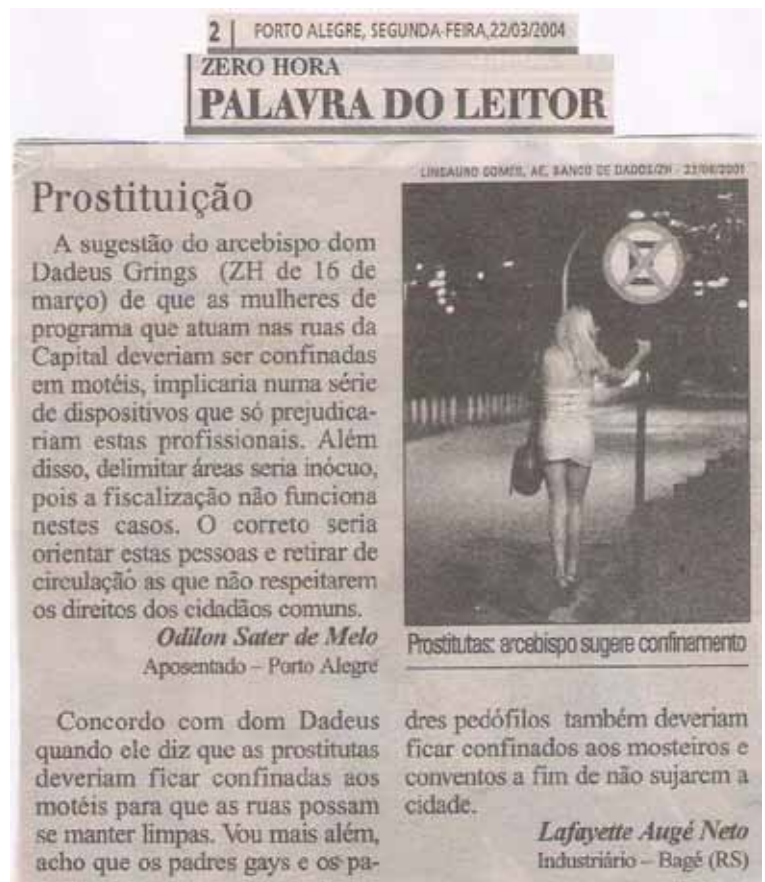 2 | PORTO ALEGRE, SEGUNDA-FEIRA,22/03/2004
ZERO HORA
PALAVRA DO LEITOR
Prostituição
A sugestão do arcebispo dom
Dadeus Grings (ZH de 16 de
março) de que as mulheres de
programa que atuam nas ruas da
Capital deveriam ser confinadas
em motéis, implicaria numa série
de dispositivos que só prejudica-
riam estas profissionais. Além
disso, delimitar áreas seria inócuo,
pois a fiscalização não funciona
nestes casos. O correto seria
orientar estas pessoas e retirar de
circulação as que não respeitarem
os direitos dos cidadãos comuns.
Odilon Sater de Melo
Aposentado – Porto Alegre
LINDAURO GOMES, AE, BANCO DE DADOS/ZH -
Prostitutas: arcebispo sugere confinamento
Concordo com dom Dadeus
quando ele diz que as prostitutas
deveriam ficar confinadas aos
motéis para que as ruas possam
se manter limpas. Vou mais além,
acho que os padres gays e os pa-
dres pedófilos também deveriam
ficar confinados aos mosteiros e
conventos a fim de não sujarem a
cidade.
Lafayette Augé Neto
Industriário – Bagé (RS)